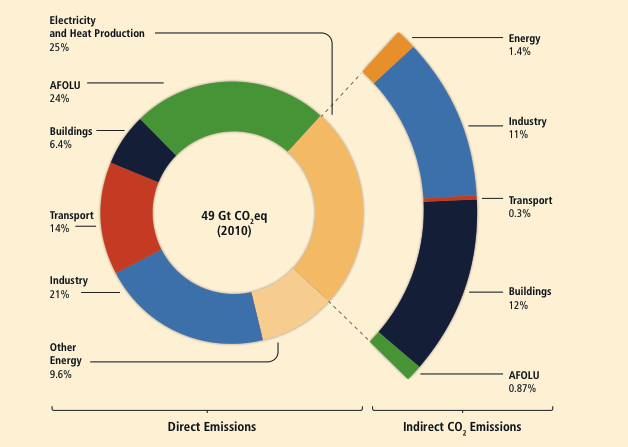 Electricity
and Heat Production
25%
AFOLU
24%
Buildings
6.4%
Transport
14%
Industry
21%
Other
Energy
9.6%
49 Gt CO₂eq
(2010)
Energy
1.4%
Industry
11%
Transport
0.3%
Buildings
12%
AFOLU
0.87%
Direct Emissions
Indirect CO₂ Emissions